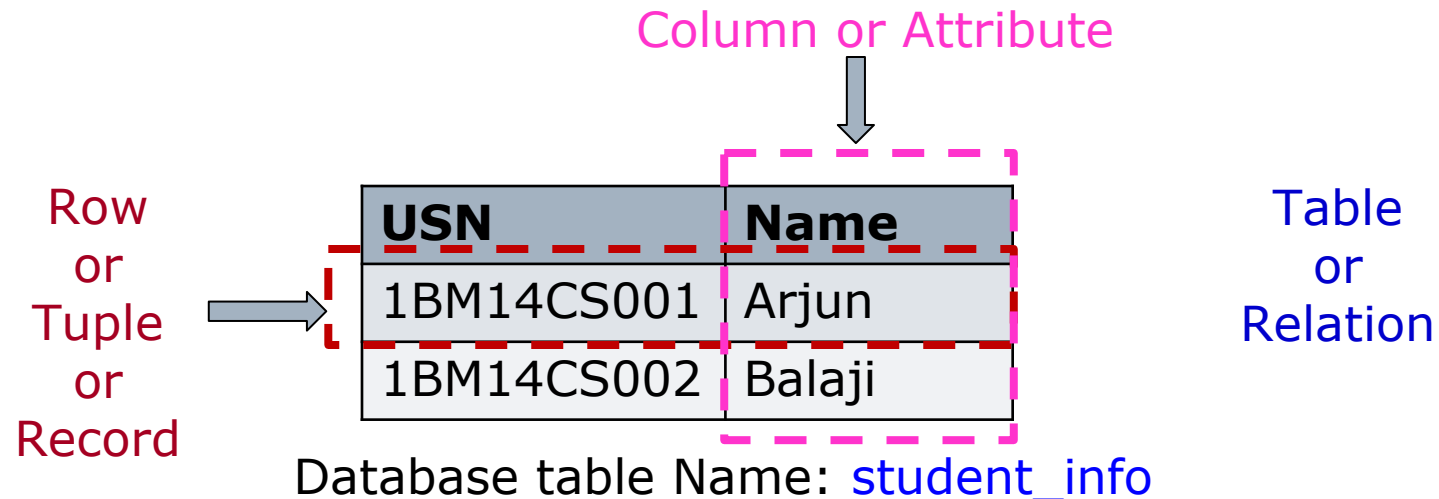 Column or Attribute
Row
or
Tuple
or
Record
USN Name
1BM14CS001 Arjun
1BM14CS002 Balaji
Table
or
Relation
Database table Name: student_info